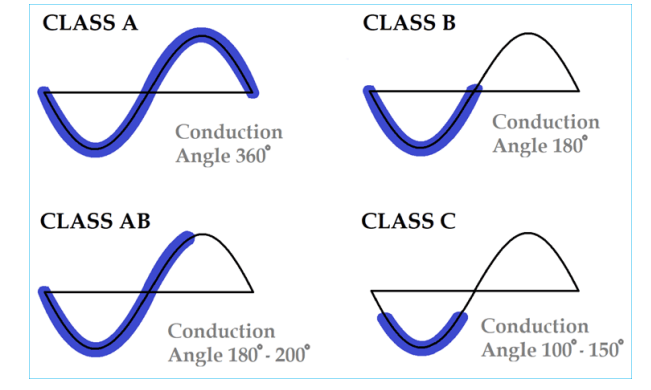 CLASS A
Conduction
Angle 360°
CLASS B
Conduction
Angle 180°
CLASS AB
Conduction
Angle 180° - 200°
CLASS C
Conduction
Angle 100° - 150°